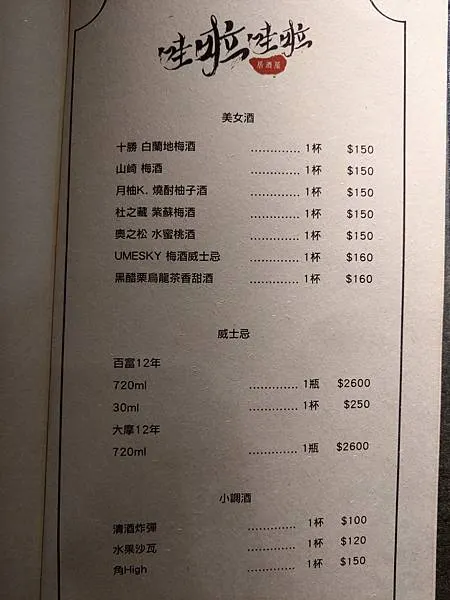 哇啦哇啦
居酒屋
美女酒
十勝 白蘭地梅酒 ............. 1杯 $150
山崎 梅酒 ............. 1杯 $150
月柚K. 燒酎柚子酒 ............. 1杯 $150
杜之藏 紫蘇梅酒 ............. 1杯 $150
奧之松 水蜜桃酒 ............. 1杯 $150
UMESKY 梅酒威士忌 ............. 1杯 $160
黑醋栗烏龍茶香甜酒 ............. 1杯 $160
威士忌
百富12年
720ml ............. 1瓶 $2600
30ml ............. 1杯 $250
大摩12年
720ml ............. 1瓶 $2600
小調酒
清酒炸彈 ............. 1杯 $100
水果沙瓦 ............. 1杯 $120
角High ............. 1杯 $150